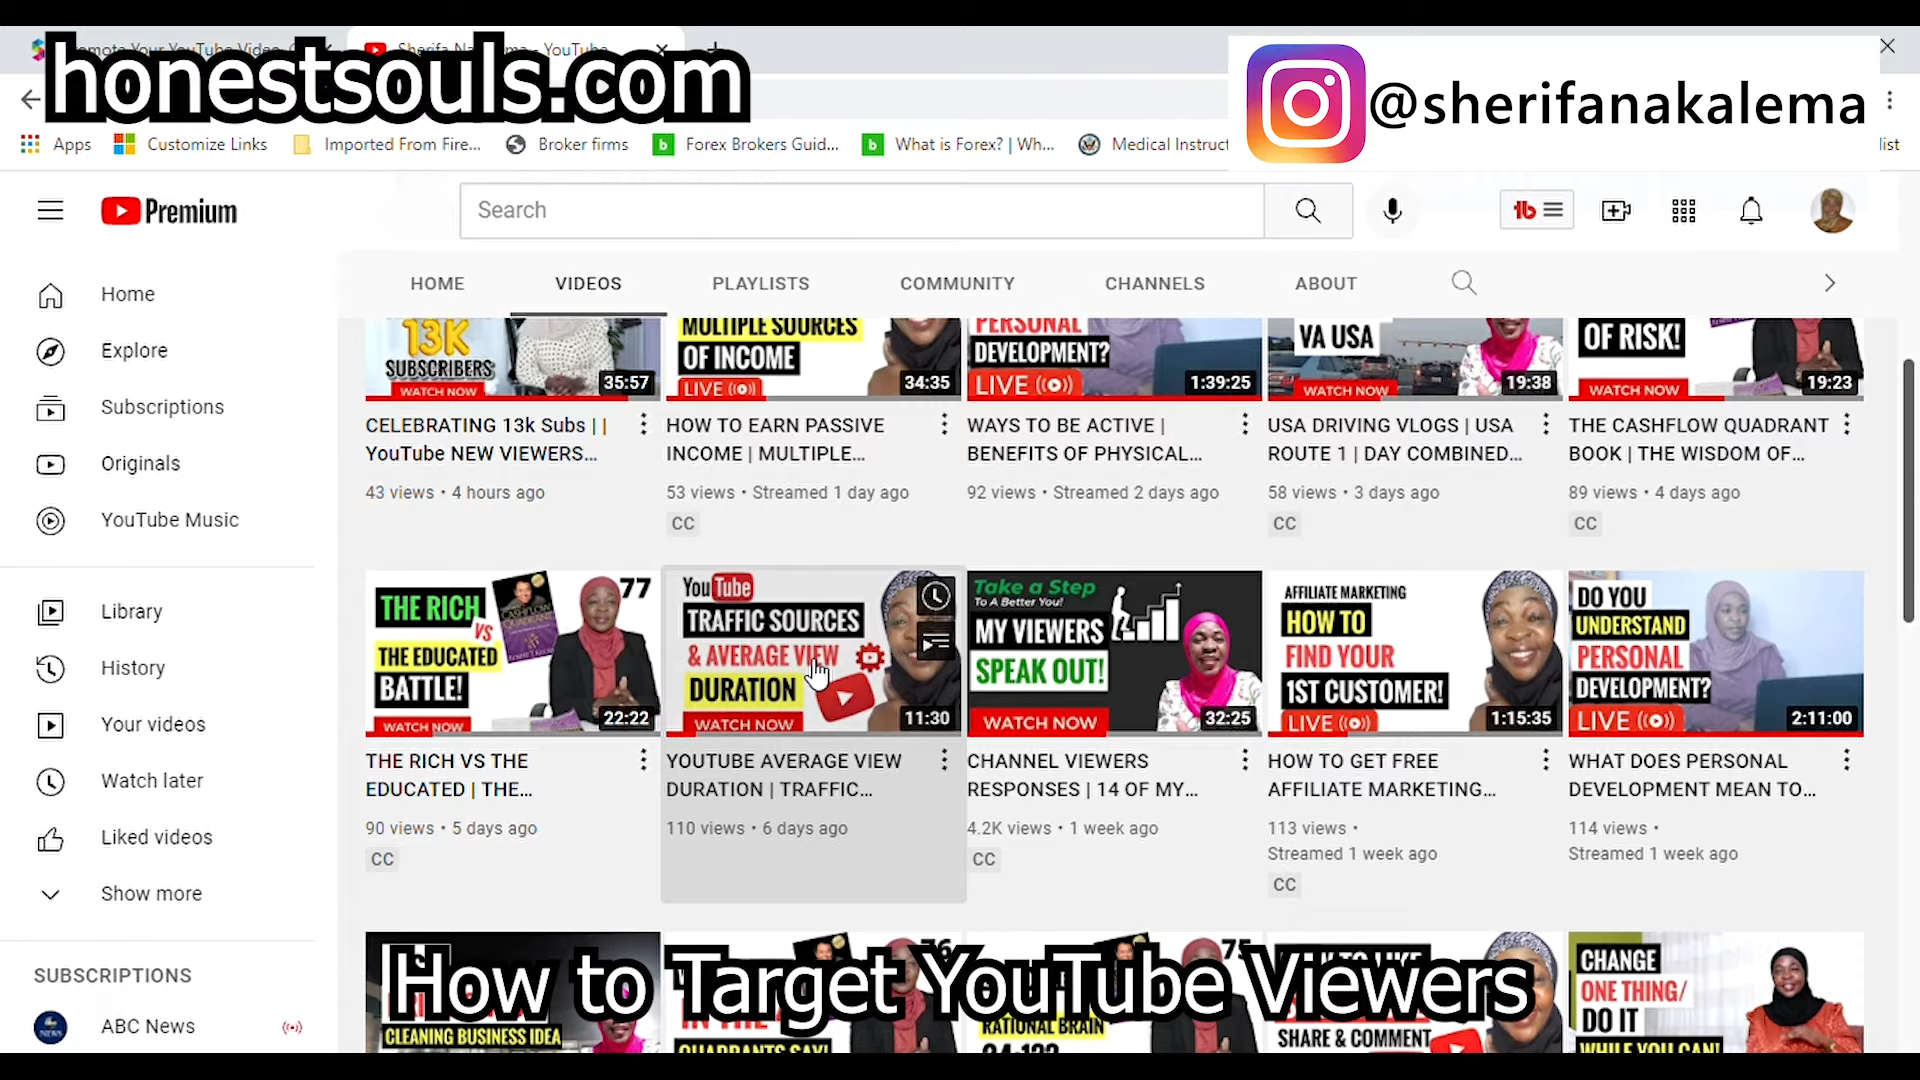 honestsouls.com
@sherifanakalema
Apps
Customize Links
Imported From Fire...
Broker firms
Forex Brokers Guid...
What is Forex? | Wh...
Medical Instruct
list
Premium
Search
HOME
VIDEOS
PLAYLISTS
COMMUNITY
CHANNELS
ABOUT
Home
Explore
Subscriptions
Originals
YouTube Music
Library
History
Your videos
Watch later
Liked videos
Show more
SUBSCRIPTIONS
ABC News
13K
SUBSCRIBERS
WATCH NOW
35:57
CELEBRATING 13k Subs ||
YouTube NEW VIEWERS...
43 views • 4 hours ago
MULTIPLE SOURCES
OF INCOME
LIVE
34:35
HOW TO EARN PASSIVE
INCOME | MULTIPLE...
53 views • Streamed 1 day ago
CC
PERSONAL
DEVELOPMENT?
LIVE
1:39:25
WAYS TO BE ACTIVE |
BENEFITS OF PHYSICAL...
92 views • Streamed 2 days ago
VA USA
WATCH NOW
19:38
USA DRIVING VLOGS | USA
ROUTE 1 | DAY COMBINED...
58 views • 3 days ago
CC
OF RISK!
WATCH NOW
19:23
THE CASHFLOW QUADRANT
BOOK | THE WISDOM OF...
89 views • 4 days ago
CC
THE RICH
VS
THE EDUCATED
BATTLE!
WATCH NOW
77
22:22
THE RICH VS THE
EDUCATED | THE...
90 views • 5 days ago
CC
YouTube
TRAFFIC SOURCES
& AVERAGE VIEW
DURATION
WATCH NOW
11:30
YOUTUBE AVERAGE VIEW
DURATION | TRAFFIC...
110 views • 6 days ago
Take a Step
To A Better You!
MY VIEWERS
SPEAK OUT!
WATCH NOW
32:25
CHANNEL VIEWERS
RESPONSES | 14 OF MY...
4.2K views • 1 week ago
CC
AFFILIATE MARKETING
HOW TO
FIND YOUR
1ST CUSTOMER!
LIVE
1:15:35
HOW TO GET FREE
AFFILIATE MARKETING...
113 views •
Streamed 1 week ago
CC
DO YOU
UNDERSTAND
PERSONAL
DEVELOPMENT?
LIVE
2:11:00
WHAT DOES PERSONAL
DEVELOPMENT MEAN TO...
114 views •
Streamed 1 week ago
CLEANING BUSINESS IDEA
QUADRANTS SAY!
75
RATIONAL BRAIN
SHARE & COMMENT
CHANGE
ONE THING/
DO IT
WHILE YOU CAN!
How to Target YouTube Viewers